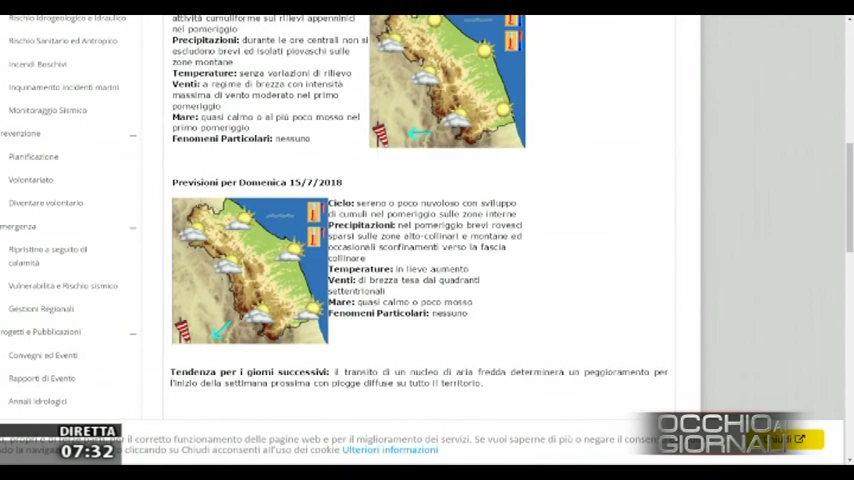 Rischio Idrogeologico e Idraulico
Rischio Sanitario ed Antropico
Incendi Boschivi
Inquinamento incidenti marini
Monitoraggio Sismico
revenzione
Pianificazione
Volontariato
Diventare volontario
mergenza
Ripristino a seguito di
calamità
Vulnerabilità e Rischio sismico
Gestioni Regionali
rogetti e Pubblicazioni
Convegni ed Eventi
Rapporti di Evento
Annali Idrologici
attività cumuliforme sul rilievi appenninici
nel pomeriggio
Precipitazioni: durante le ore centrali non si
escludono brevi ed isolati piovaschi sulle
zone montane
Temperature: senza variazioni di rilievo
Venti: a regime di brezza con intensità
massima di vento moderato nel primo
pomeriggio
Mare: quasi calmo o al più poco mosso nel
primo pomeriggio
Fenomeni Particolari: nessuno
Previsioni per Domenica 15/7/2018
Cielo: sereno o poco nuvoloso con sviluppo
di cumuli nel pomeriggio sulle zone interne
Precipitazioni: nel pomeriggio brevi rovesci
sparsi sulle zone alto-collinari e montane ed
occasionali sconfinamenti verso la fascia
collinare
Temperature: in lieve aumento
Venti: di brezza tesa dai quadranti
settentrionali
Mare: quasi calmo o poco mosso
Fenomeni Particolari: nessuno
Tendenza per i giorni successivi: il transito di un nucleo di aria fredda determinerà un peggioramento per
l'inizio della settimana prossima con piogge diffuse su tutto il territorio.
per il corretto funzionamento delle pagine web e per il miglioramento dei servizi. Se vuoi saperne di più o negare il consen
cliccando su Chiudi acconsenti all'uso dei cookie Ulteriori informazioni
DIRETTA
07:32
OCCHIO AI
GIORNALI